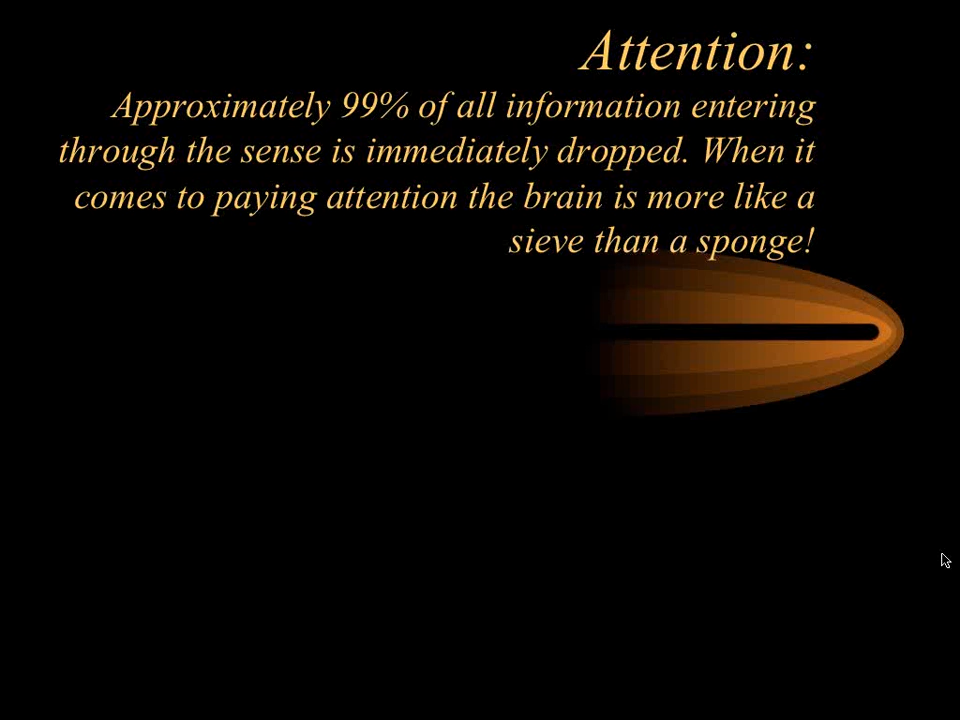 Attention:
Approximately 99% of all information entering
through the sense is immediately dropped. When it
comes to paying attention the brain is more like a
sieve than a sponge!